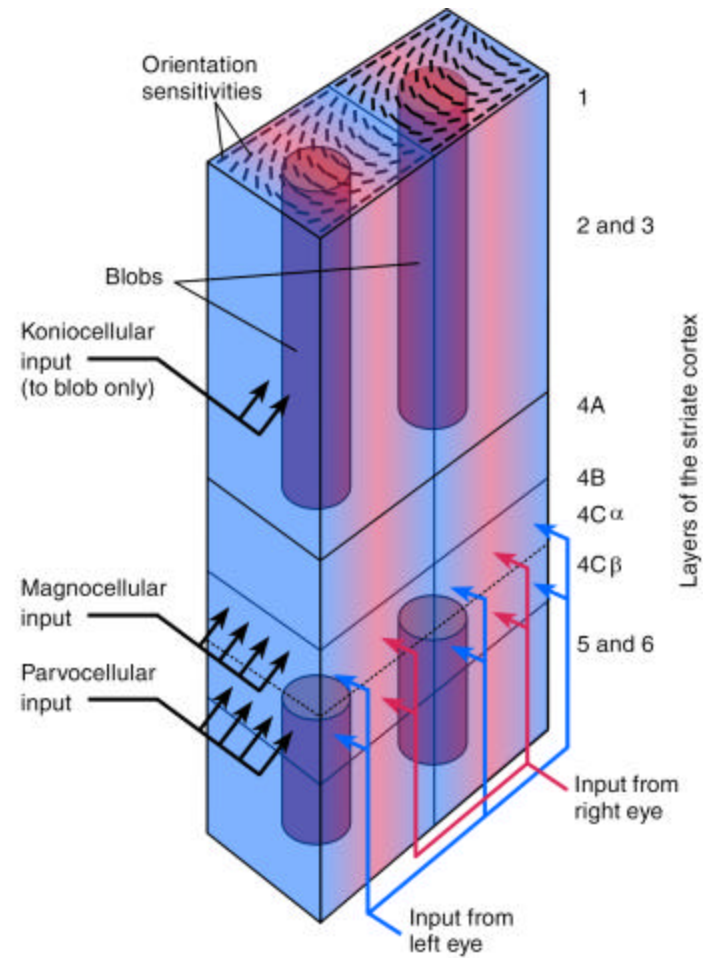 Orientation
sensitivities
1
2 and 3
Blobs
Koniocellular
input
(to blob only)
4A
4B
4Cα
4Cβ
Layers of the striate cortex
Magnocellular
input
Parvocellular
input
5 and 6
Input from
right eye
Input from
left eye